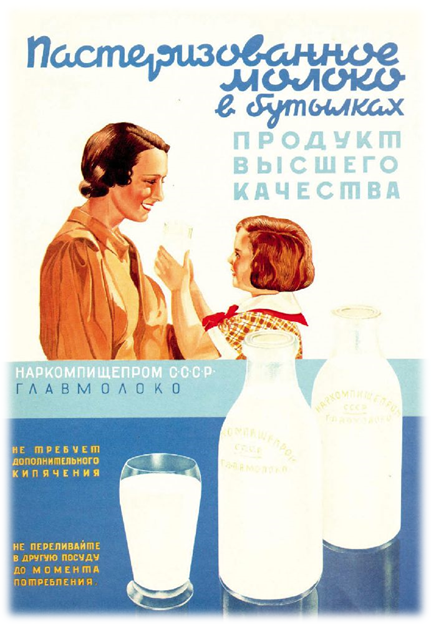 Пастеризованное
молоко
в бутылках
ПРОДУКТ
ВЫСШЕГО
КАЧЕСТВА
НАРКОМПИЩЕПРОМ С·С·С·Р·
ГЛАВМОЛОКО
НЕ ТРЕБУЕТ
ДОПОЛНИТЕЛЬНОГО
КИПЯЧЕНИЯ
НЕ ПЕРЕЛИВАЙТЕ
В ДРУГУЮ ПОСУДУ
ДО МОМЕНТА
ПОТРЕБЛЕНИЯ.
СССР
СССР